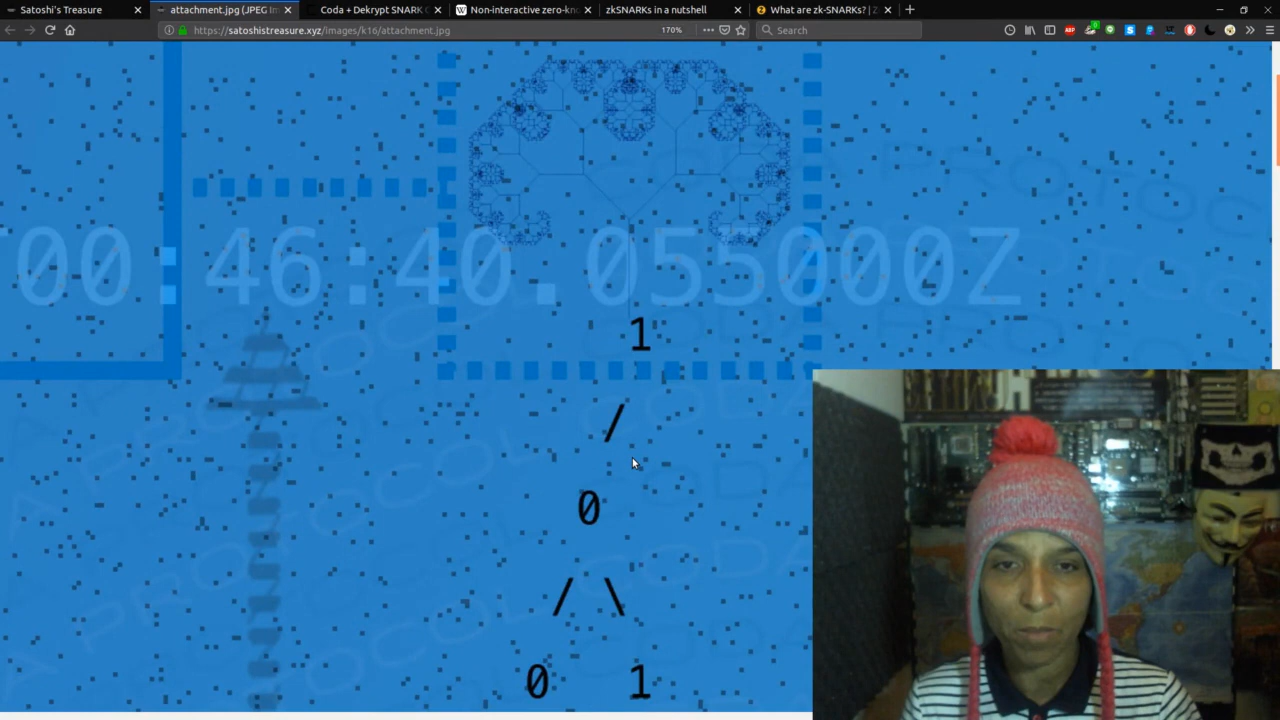 Satoshi's Treasure
attachment.jpg (JPEG Im
Coda + Dekrypt SNARK C
Non-interactive zero-kno
zkSNARKs in a nutshell
What are zk-SNARKs? | Z
https://satoshistreasure.xyz/images/k16/attachment.jpg
170%
Search
00:46:40.055000Z
1
/
0
/ \
0 1